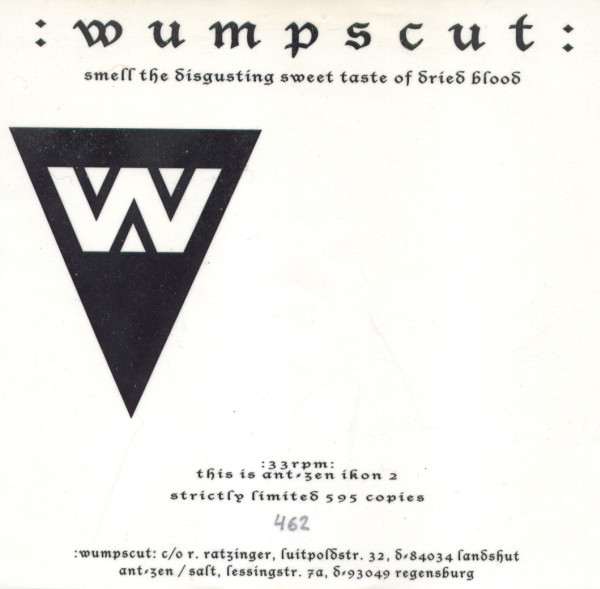 :wumpscut:
smell the disgusting sweet taste of dried blood
W
:33rpm:
this is ant-zen ikon 2
strictly limited 595 copies
462
:wumpscut: c/o r. ratzinger, luitpoldstr. 32, d-84034 landshut
ant-zen / salt, lessingstr. 7a, d-93049 regensburg